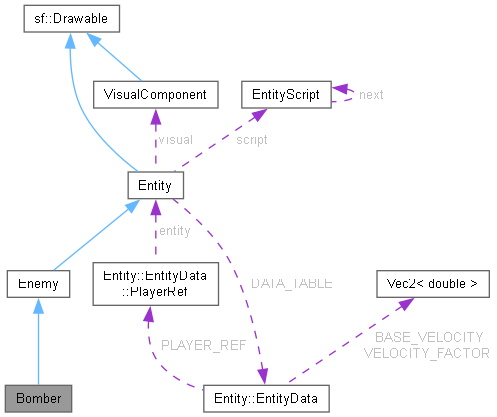 sf::Drawable
VisualComponent
EntityScript
next
visual
script
Entity
entity
Enemy
Entity::EntityData
::PlayerRef
DATA_TABLE
Vec2< double >
PLAYER_REF
BASE_VELOCITY
VELOCITY_FACTOR
Bomber
Entity::EntityData